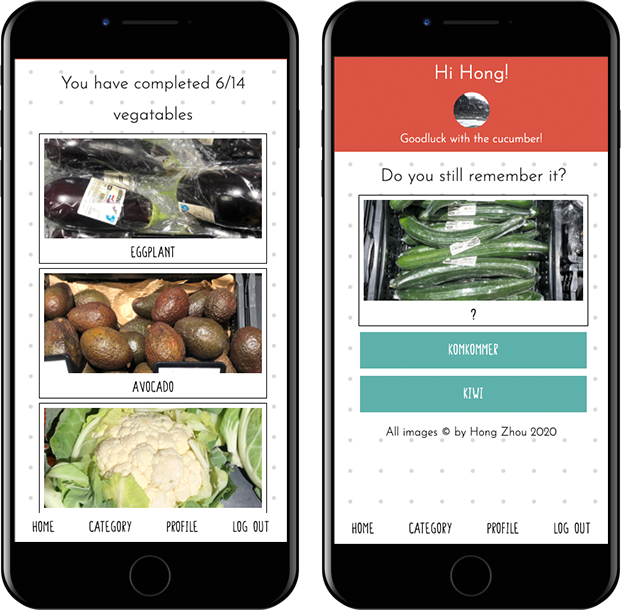 You have completed 6/14
vegatables
EGGPLANT
AVOCADO
HOME CATEGORY PROFILE LOG OUT
Hi Hong!
Goodluck with the cucumber!
Do you still remember it?
?
KOMKOMMER
KIWI
All images © by Hong Zhou 2020
HOME CATEGORY PROFILE LOG OUT